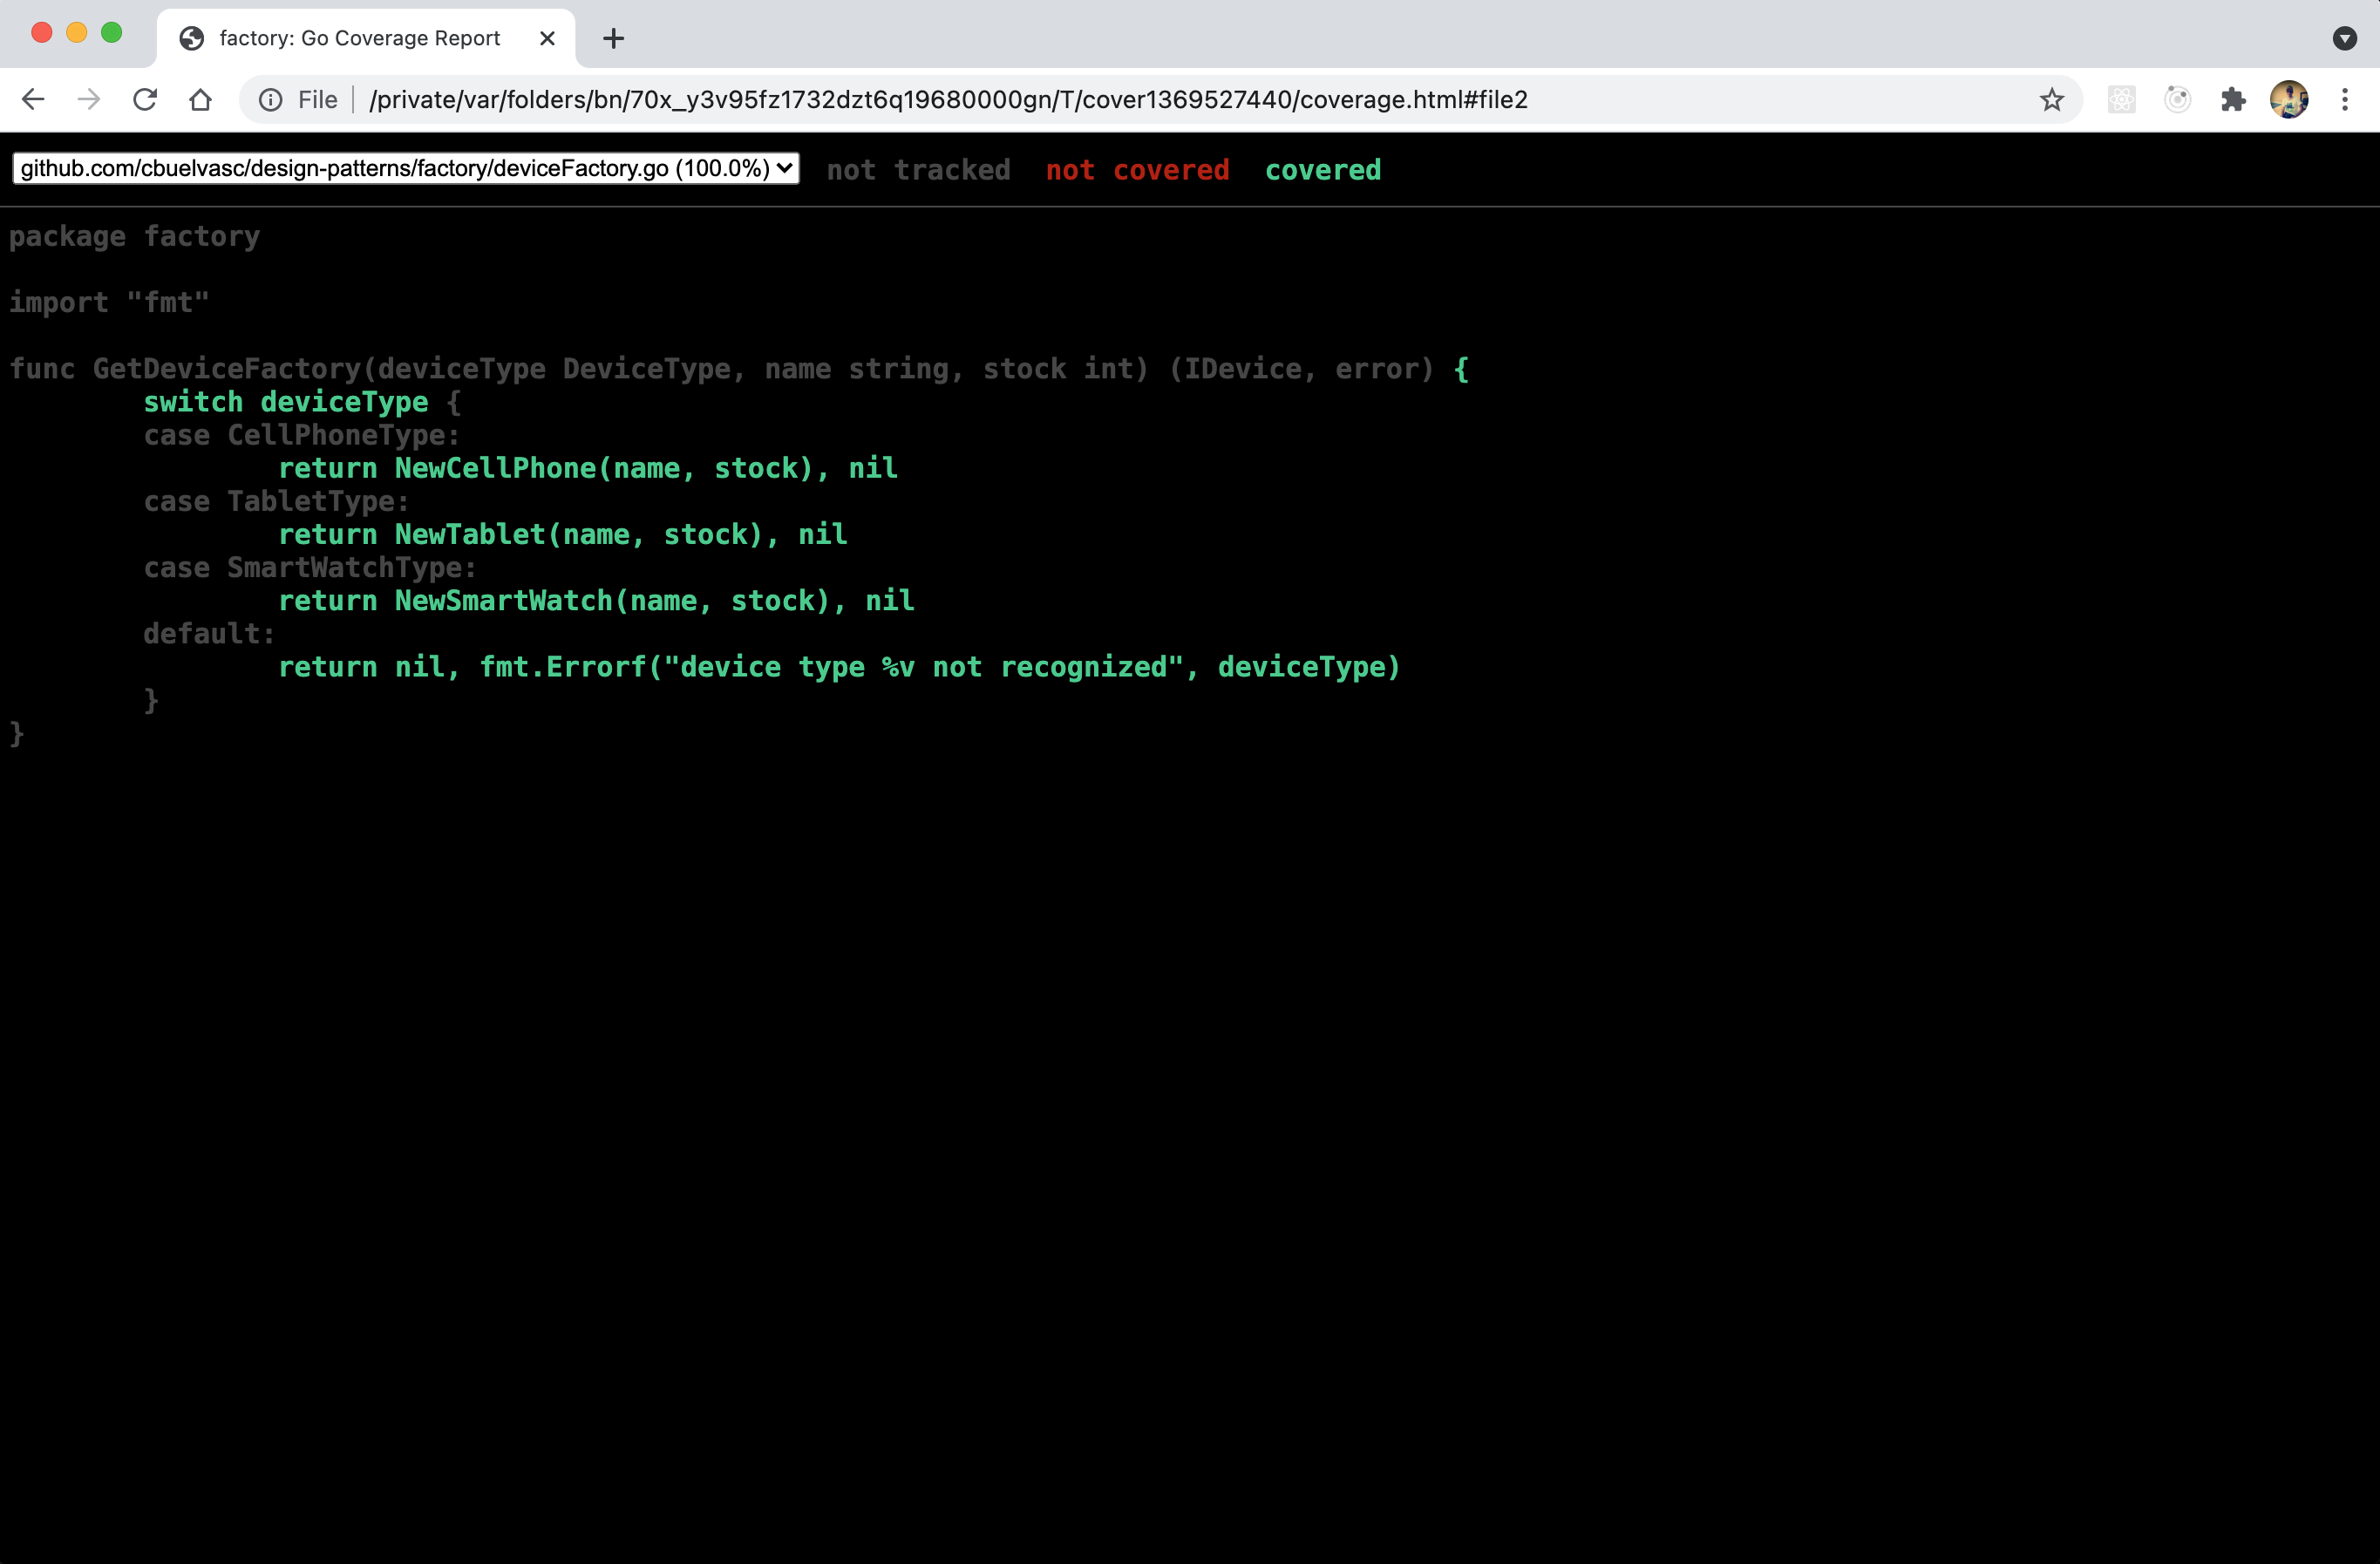 factory: Go Coverage Report
File /private/var/folders/bn/70x_y3v95fz1732dzt6q19680000gn/T/cover1369527440/coverage.html#file2
github.com/cbuelvasc/design-patterns/factory/deviceFactory.go (100.0%) not tracked not covered covered
package factory
import "fmt"
func GetDeviceFactory(deviceType DeviceType, name string, stock int) (IDevice, error) {
switch deviceType {
case CellPhoneType:
return NewCellPhone(name, stock), nil
case TabletType:
return NewTablet(name, stock), nil
case SmartWatchType:
return NewSmartWatch(name, stock), nil
default:
return nil, fmt.Errorf("device type %v not recognized", deviceType)
}
}